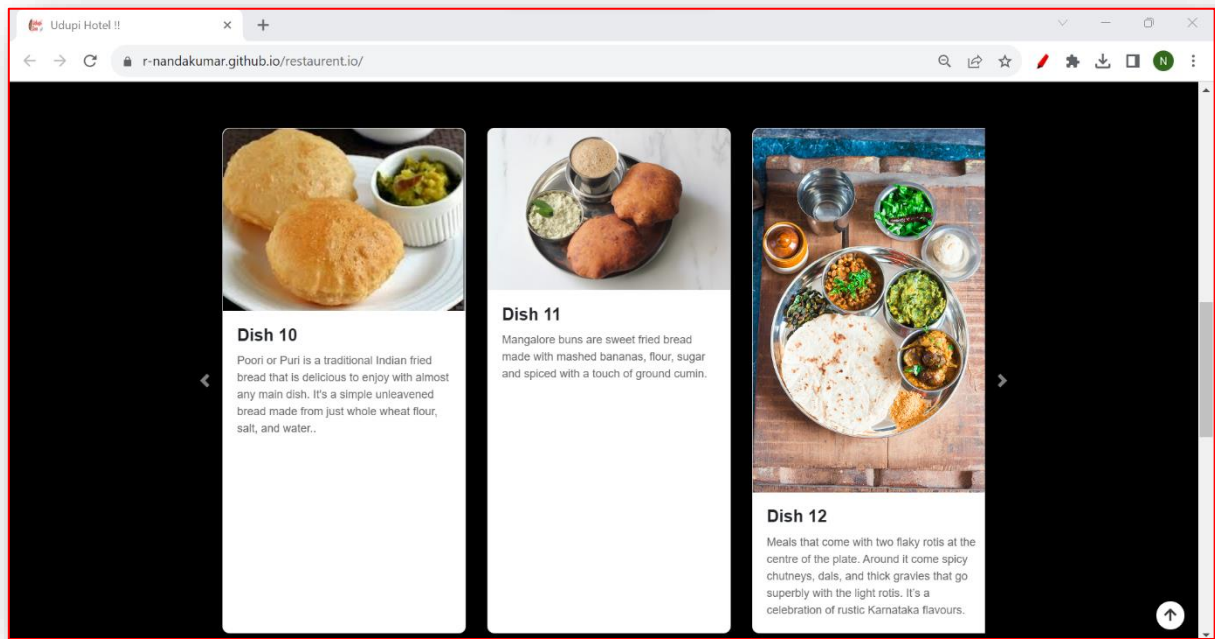 Udupi Hotel !!
r-nandakumar.github.io/restaurent.io/
N
Dish 10
Poori or Puri is a traditional Indian fried
bread that is delicious to enjoy with almost
any main dish. It's a simple unleavened
bread made from just whole wheat flour,
salt, and water..
Dish 11
Mangalore buns are sweet fried bread
made with mashed bananas, flour, sugar
and spiced with a touch of ground cumin.
Dish 12
Meals that come with two flaky rotis at the
centre of the plate. Around it come spicy
chutneys, dals, and thick gravies that go
superbly with the light rotis. It's a
celebration of rustic Karnataka flavours.